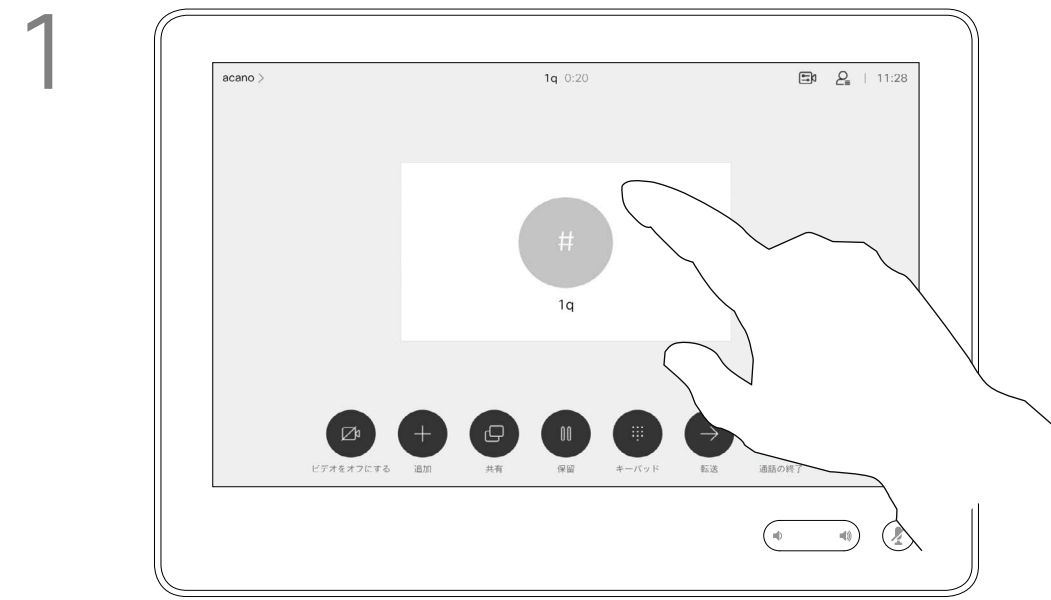 1
acano >
1q 0:20
11:28
#
1q
ビデオをオフにする
追加
共有
保留
キーパッド
転送
通話の終了